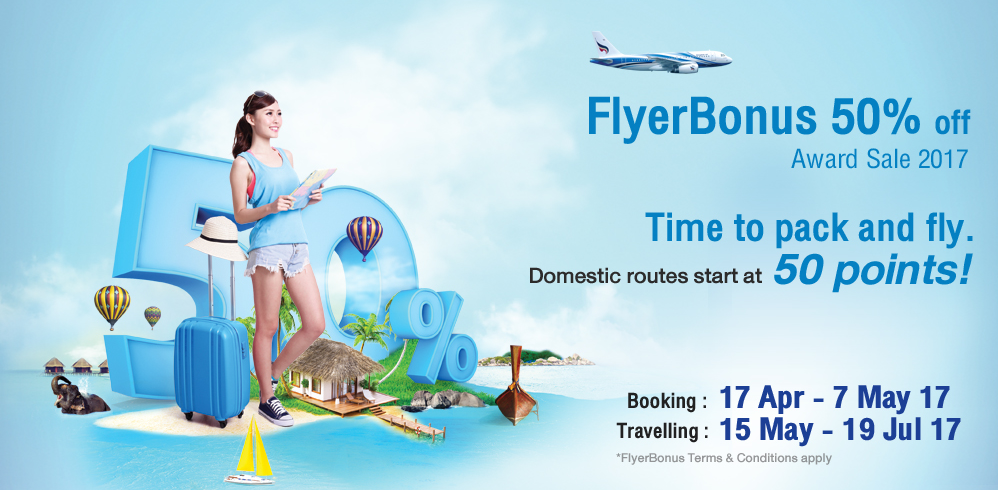 50%
FlyerBonus 50% off
Award Sale 2017
Time to pack and fly.
Domestic routes start at 50 points!
Booking : 17 Apr - 7 May 17
Travelling : 15 May - 19 Jul 17
*FlyerBonus Terms & Conditions apply